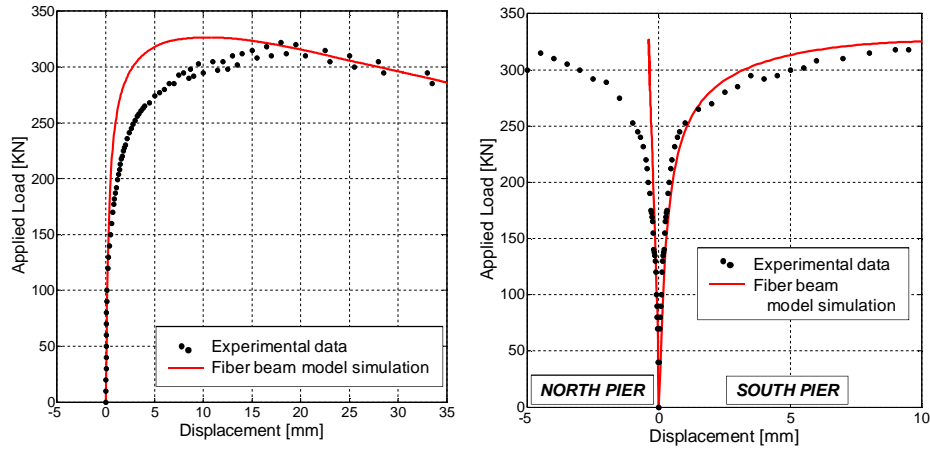 350
300
250
200
150
100
50
0
Applied Load [KN]
-5
0
5
10
15
20
25
30
35
Displacement [mm]
Experimental data
Fiber beam model simulation
350
300
250
200
150
100
50
0
Applied Load [KN]
-5
0
5
10
Displacement [mm]
Experimental data
Fiber beam
model simulation
NORTH PIER
SOUTH PIER